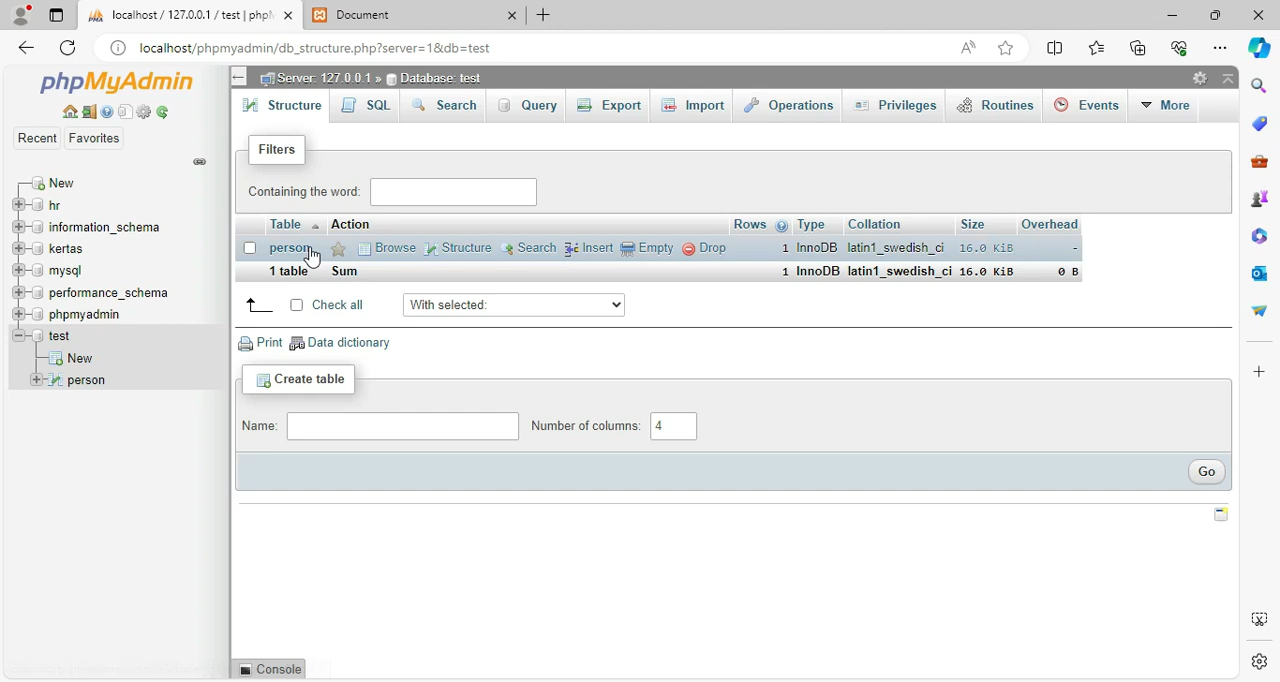 localhost / 127.0.0.1 / test | phpM
Document
localhost/phpmyadmin/db_structure.php?server=1&db=test
phpMyAdmin
Recent Favorites
New
hr
information_schema
kertas
mysql
performance_schema
phpmyadmin
test
New
person
Server: 127.0.0.1 » Database: test
Structure SQL Search Query Export Import Operations Privileges Routines Events More
Filters
Containing the word:
Table Action Rows Type Collation Size Overhead
person Browse Structure Search Insert Empty Drop 1 InnoDB latin1_swedish_ci 16.0 KiB -
1 table Sum 1 InnoDB latin1_swedish_ci 16.0 KiB 0 B
Check all With selected:
Print Data dictionary
Create table
Name: Number of columns: 4
Go
Console